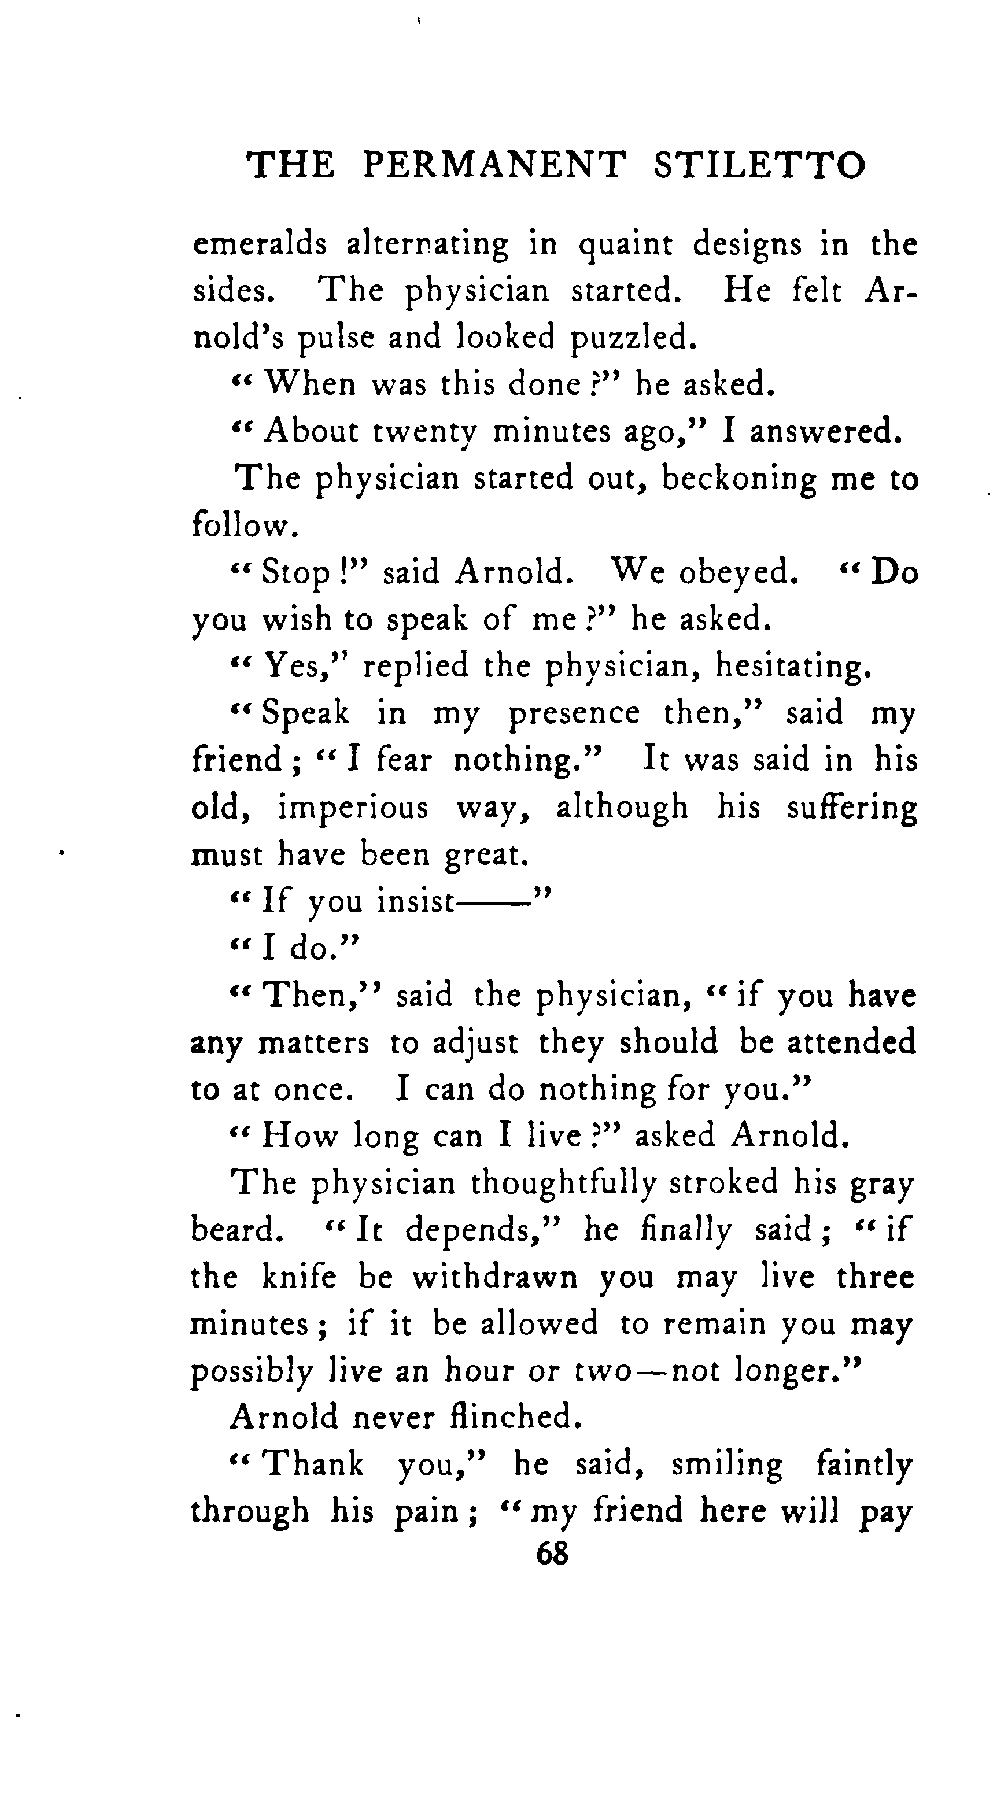 THE PERMANENT STILETTO
emeralds alternating in quaint designs in the
sides. The physician started. He felt Ar-
nold's pulse and looked puzzled.
“ When was this done ?” he asked.
“ About twenty minutes ago,” I answered.
The physician started out, beckoning me to
follow.
“ Stop !” said Arnold. We obeyed. “ Do
you wish to speak of me ?” he asked.
“ Yes,” replied the physician, hesitating.
“ Speak in my presence then,” said my
friend ; “ I fear nothing.” It was said in his
old, imperious way, although his suffering
must have been great.
“ If you insist——”
“ I do.”
“ Then,” said the physician, “ if you have
any matters to adjust they should be attended
to at once. I can do nothing for you.”
“ How long can I live ?” asked Arnold.
The physician thoughtfully stroked his gray
beard. “ It depends,” he finally said ; “ if
the knife be withdrawn you may live three
minutes ; if it be allowed to remain you may
possibly live an hour or two—not longer.”
Arnold never flinched.
“ Thank you,” he said, smiling faintly
through his pain ; “ my friend here will pay
68